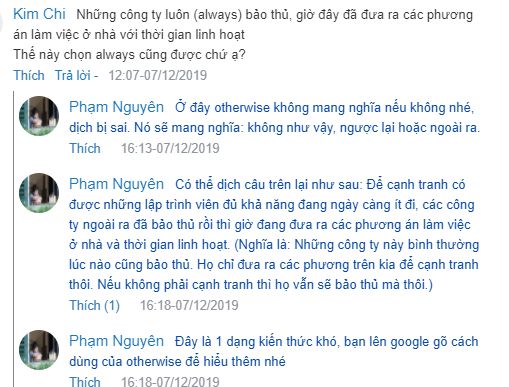 Kim Chi Những công ty luôn (always) bảo thủ, giờ đây đã đưa ra các phương
án làm việc ở nhà với thời gian linh hoạt
Thế này chọn always cũng được chứ ạ?
Thích Trả lời - 12:07-07/12/2019
Phạm Nguyên Ở đây otherwise không mang nghĩa nếu không nhé,
dịch bị sai. Nó sẽ mang nghĩa: không như vậy, ngược lại hoặc ngoài ra.
Thích 16:13-07/12/2019
Phạm Nguyên Có thể dịch câu trên lại như sau: Để cạnh tranh có
được những lập trình viên đủ khả năng đang ngày càng ít đi, các công
ty ngoài ra đã bảo thủ rồi thì giờ đang đưa ra các phương án làm việc
ở nhà và thời gian linh hoạt. (Nghĩa là: Những công ty này bình thường
lúc nào cũng bảo thủ. Họ chỉ đưa ra các phương trên kia để cạnh tranh
thôi. Nếu không phải cạnh tranh thì họ vẫn sẽ bảo thủ mà thôi.)
Thích (1) 16:18-07/12/2019
Phạm Nguyên Đây là 1 dạng kiến thức khó, bạn lên google gõ cách
dùng của otherwise để hiểu thêm nhé
Thích 16:18-07/12/2019